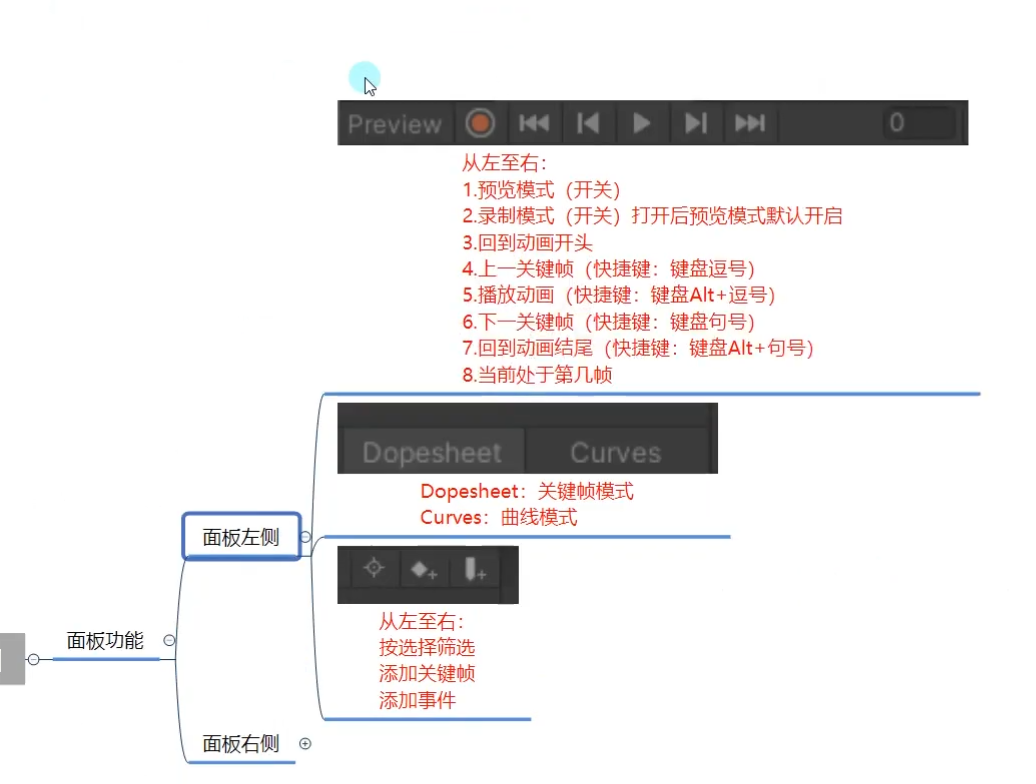 Preview 0
从左至右：
1.预览模式（开关）
2.录制模式（开关）打开后预览模式默认开启
3.回到动画开头
4.上一关键帧（快捷键：键盘逗号）
5.播放动画（快捷键：键盘Alt+逗号）
6.下一关键帧（快捷键：键盘句号）
7.回到动画结尾（快捷键：键盘Alt+句号）
8.当前处于第几帧
Dopesheet Curves
Dopesheet：关键帧模式
Curves：曲线模式
面板左侧
从左至右：
按选择筛选
添加关键帧
添加事件
面板功能
面板右侧